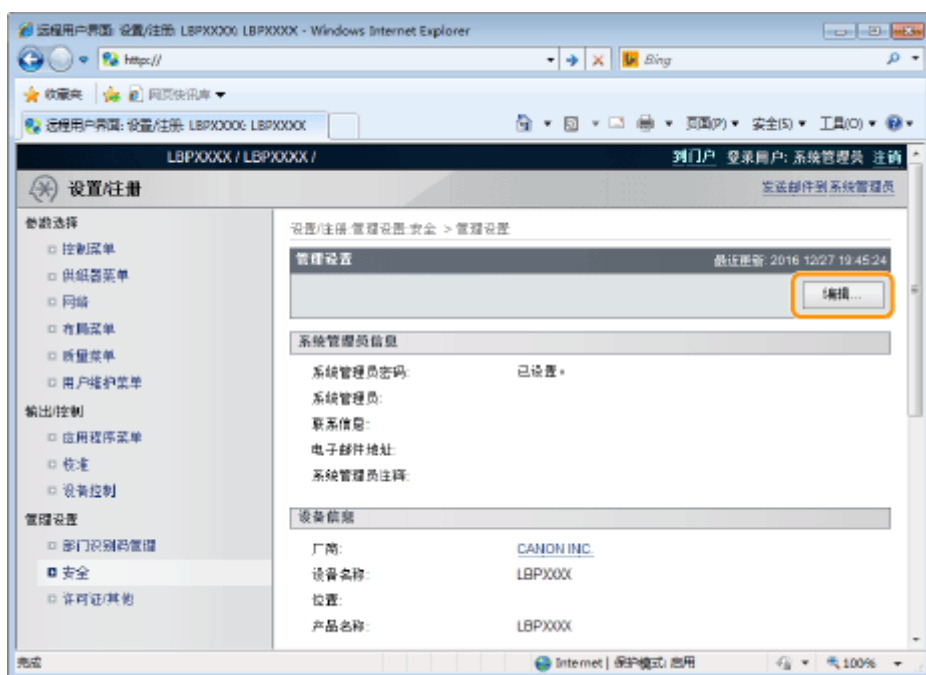 远程用户界面: 设置/注册: LBPXXXX: LBPXXXX - Windows Internet Explorer
http://
Bing
收藏夹 网页快讯库
远程用户界面: 设置/注册: LBPXXXX: LBPXXXX
页面(P) 安全(S) 工具(O)
LBPXXXX / LBPXXXX /
到门户 登录用户: 系统管理员 注销
设置/注册
发送邮件到系统管理员
参数选择
控制菜单
供纸器菜单
网络
布局菜单
质量菜单
用户维护菜单
输出/控制
应用程序菜单
校准
设备控制
管理设置
部门识别码管理
安全
许可证/其他
设置/注册:管理设置:安全 > 管理设置
管理设置
最近更新: 2016 12/27 19:45:24
编辑...
系统管理员信息
系统管理员密码: 已设置。
系统管理员:
联系信息:
电子邮件地址:
系统管理员注释:
设备信息
厂商: CANON INC.
设备名称: LBPXXXX
位置:
产品名称: LBPXXXX
完成
Internet | 保护模式: 启用
100%